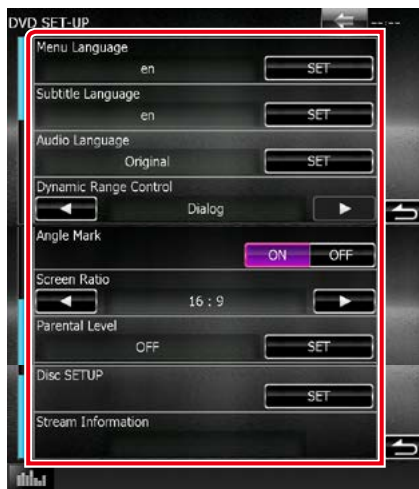 DVD SET-UP --:--
Menu Language
en SET
Subtitle Language
en SET
Audio Language
Original SET
Dynamic Range Control
Dialog
Angle Mark
ON OFF
Screen Ratio
16 : 9
Parental Level
OFF SET
Disc SETUP
SET
Stream Information